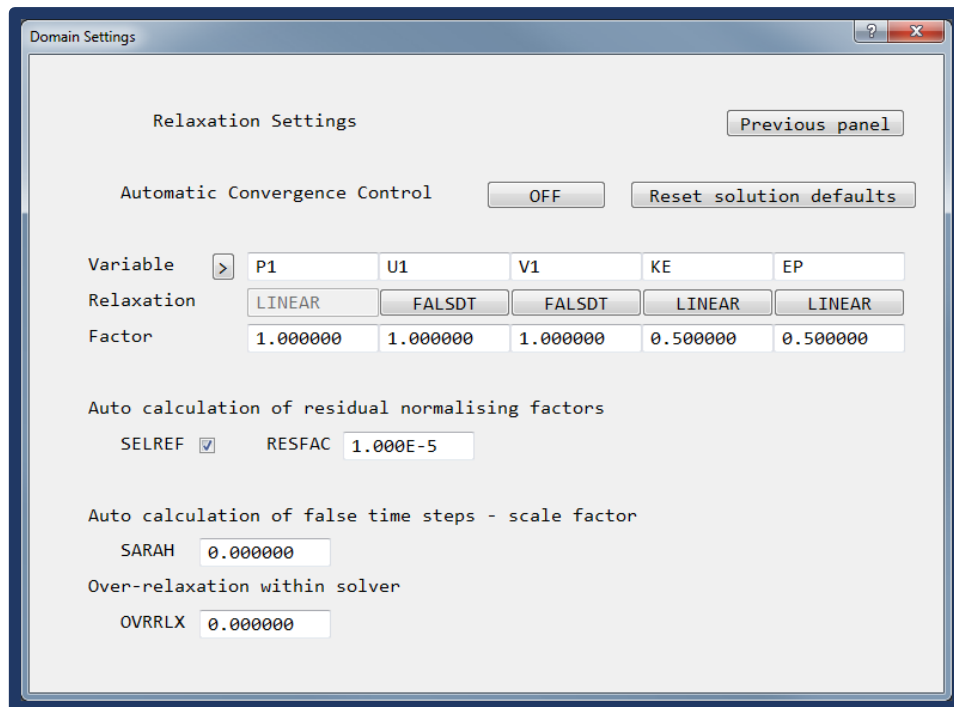 Domain Settings
Relaxation Settings Previous panel
Automatic Convergence Control OFF Reset solution defaults
Variable > P1 U1 V1 KE EP
Relaxation LINEAR FALSDT FALSDT LINEAR LINEAR
Factor 1.000000 1.000000 1.000000 0.500000 0.500000
Auto calculation of residual normalising factors
SELREF RESFAC 1.000E-5
Auto calculation of false time steps - scale factor
SARAH 0.000000
Over-relaxation within solver
OVRRLX 0.000000